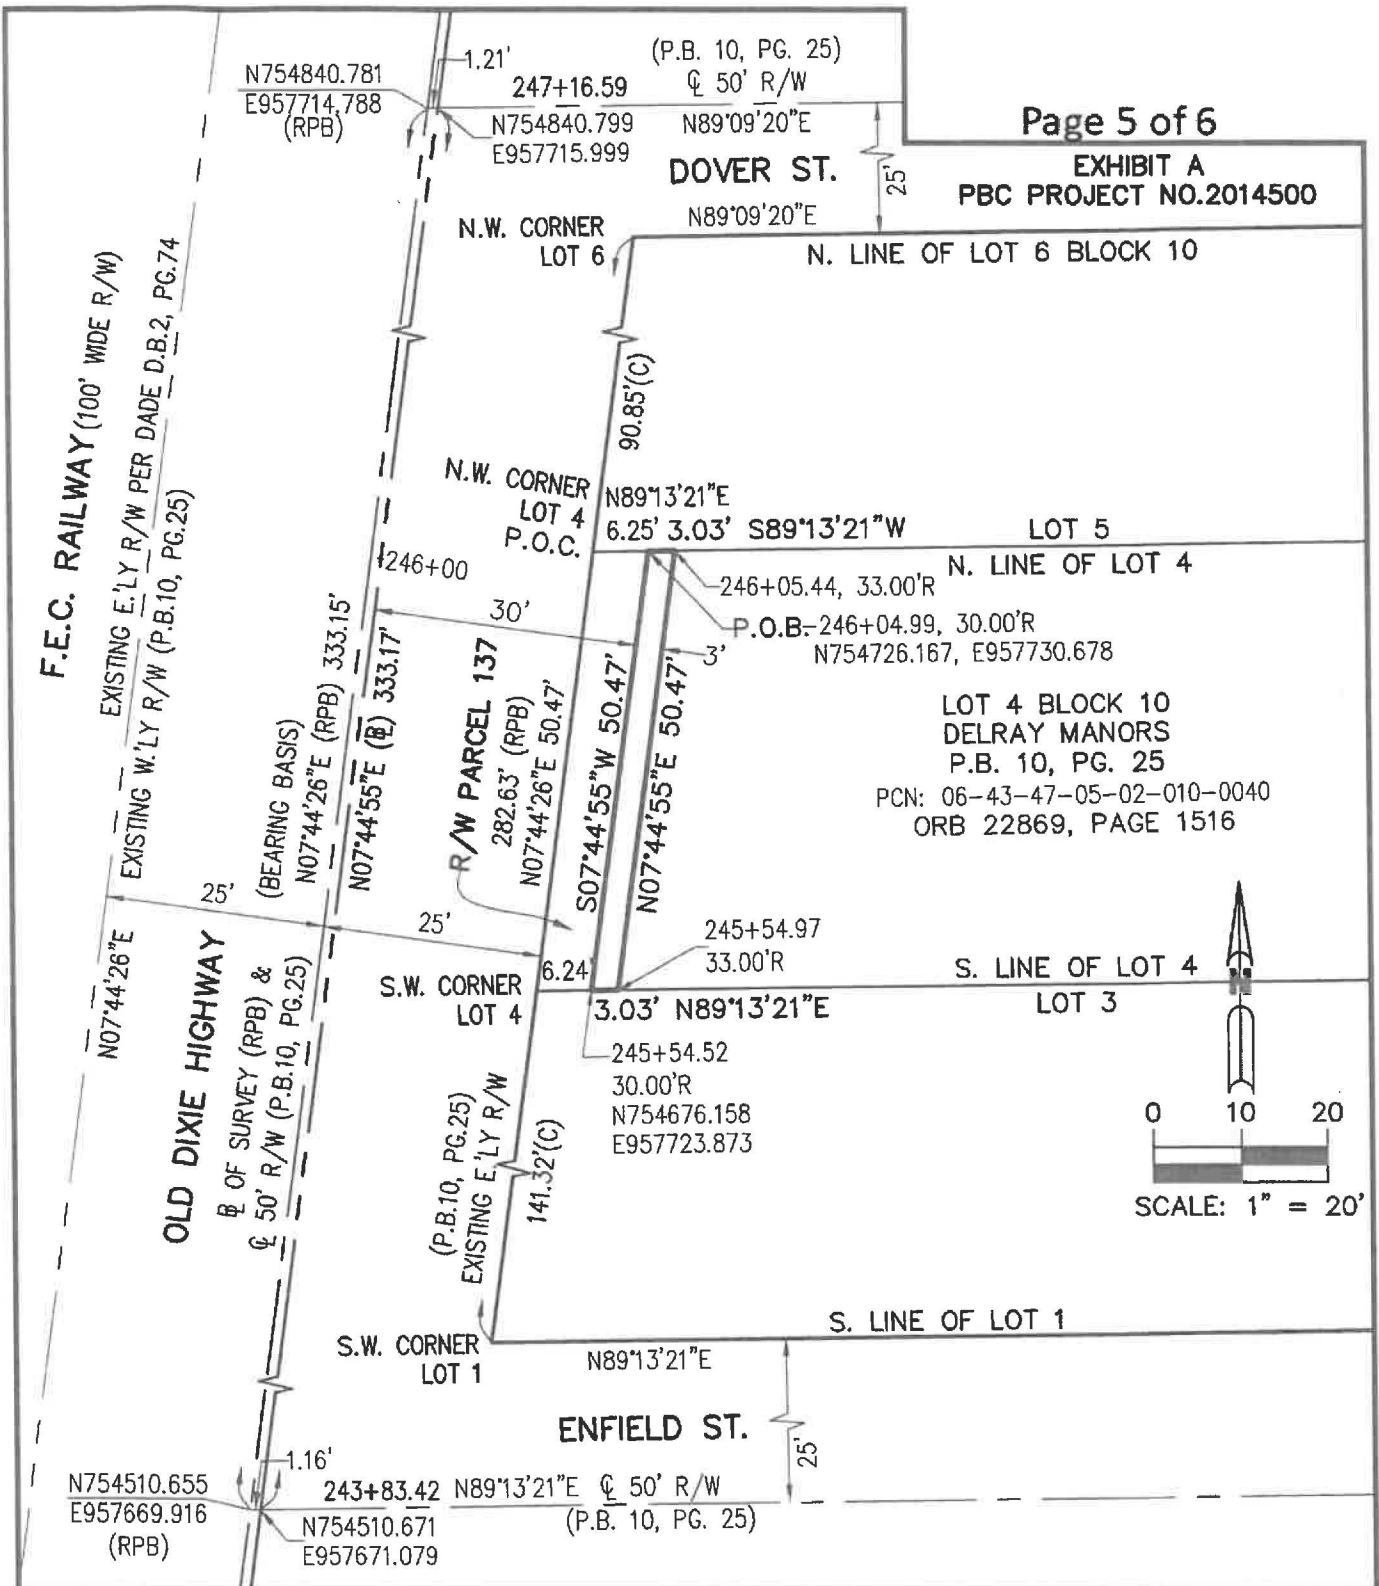 Page 5 of 6
EXHIBIT A
PBC PROJECT NO.2014500
N754840.781
E957714.788
(RPB)
1.21'
247+16.59
N754840.799
E957715.999
(P.B. 10, PG. 25)
℄ 50' R/W
N89°09'20"E
DOVER ST.
25'
N89°09'20"E
N.W. CORNER
LOT 6
N. LINE OF LOT 6 BLOCK 10
F.E.C. RAILWAY (100' WIDE R/W)
EXISTING E.'LY R/W PER DADE D.B.2, PG.74
EXISTING W.'LY R/W (P.B.10, PG.25)
90.85'(C)
N.W. CORNER
LOT 4
P.O.C.
N89°13'21"E
6.25' 3.03' S89°13'21"W
LOT 5
N. LINE OF LOT 4
246+00
246+05.44, 33.00'R
30'
P.O.B. 246+04.99, 30.00'R
N754726.167, E957730.678
3'
(BEARING BASIS)
N07°44'26"E (RPB) 333.15'
N07°44'55"E (BL) 333.17'
R/W PARCEL 137
282.63' (RPB)
N07°44'26"E 50.47'
S07°44'55"W 50.47'
N07°44'55"E 50.47'
LOT 4 BLOCK 10
DELRAY MANORS
P.B. 10, PG. 25
PCN: 06-43-47-05-02-010-0040
ORB 22869, PAGE 1516
25'
25'
N07°44'26"E
OLD DIXIE HIGHWAY
BL OF SURVEY (RPB) &
℄ 50' R/W (P.B.10, PG.25)
245+54.97
33.00'R
6.24
S.W. CORNER
LOT 4
S. LINE OF LOT 4
LOT 3
3.03' N89°13'21"E
245+54.52
30.00'R
N754676.158
E957723.873
N
0 10 20
SCALE: 1" = 20'
(P.B.10, PG.25)
EXISTING E.'LY R/W
141.32'(C)
S.W. CORNER
LOT 1
S. LINE OF LOT 1
N89°13'21"E
ENFIELD ST.
25'
1.16'
N754510.655
E957669.916
(RPB)
243+83.42
N754510.671
E957671.079
N89°13'21"E ℄ 50' R/W
(P.B. 10, PG. 25)